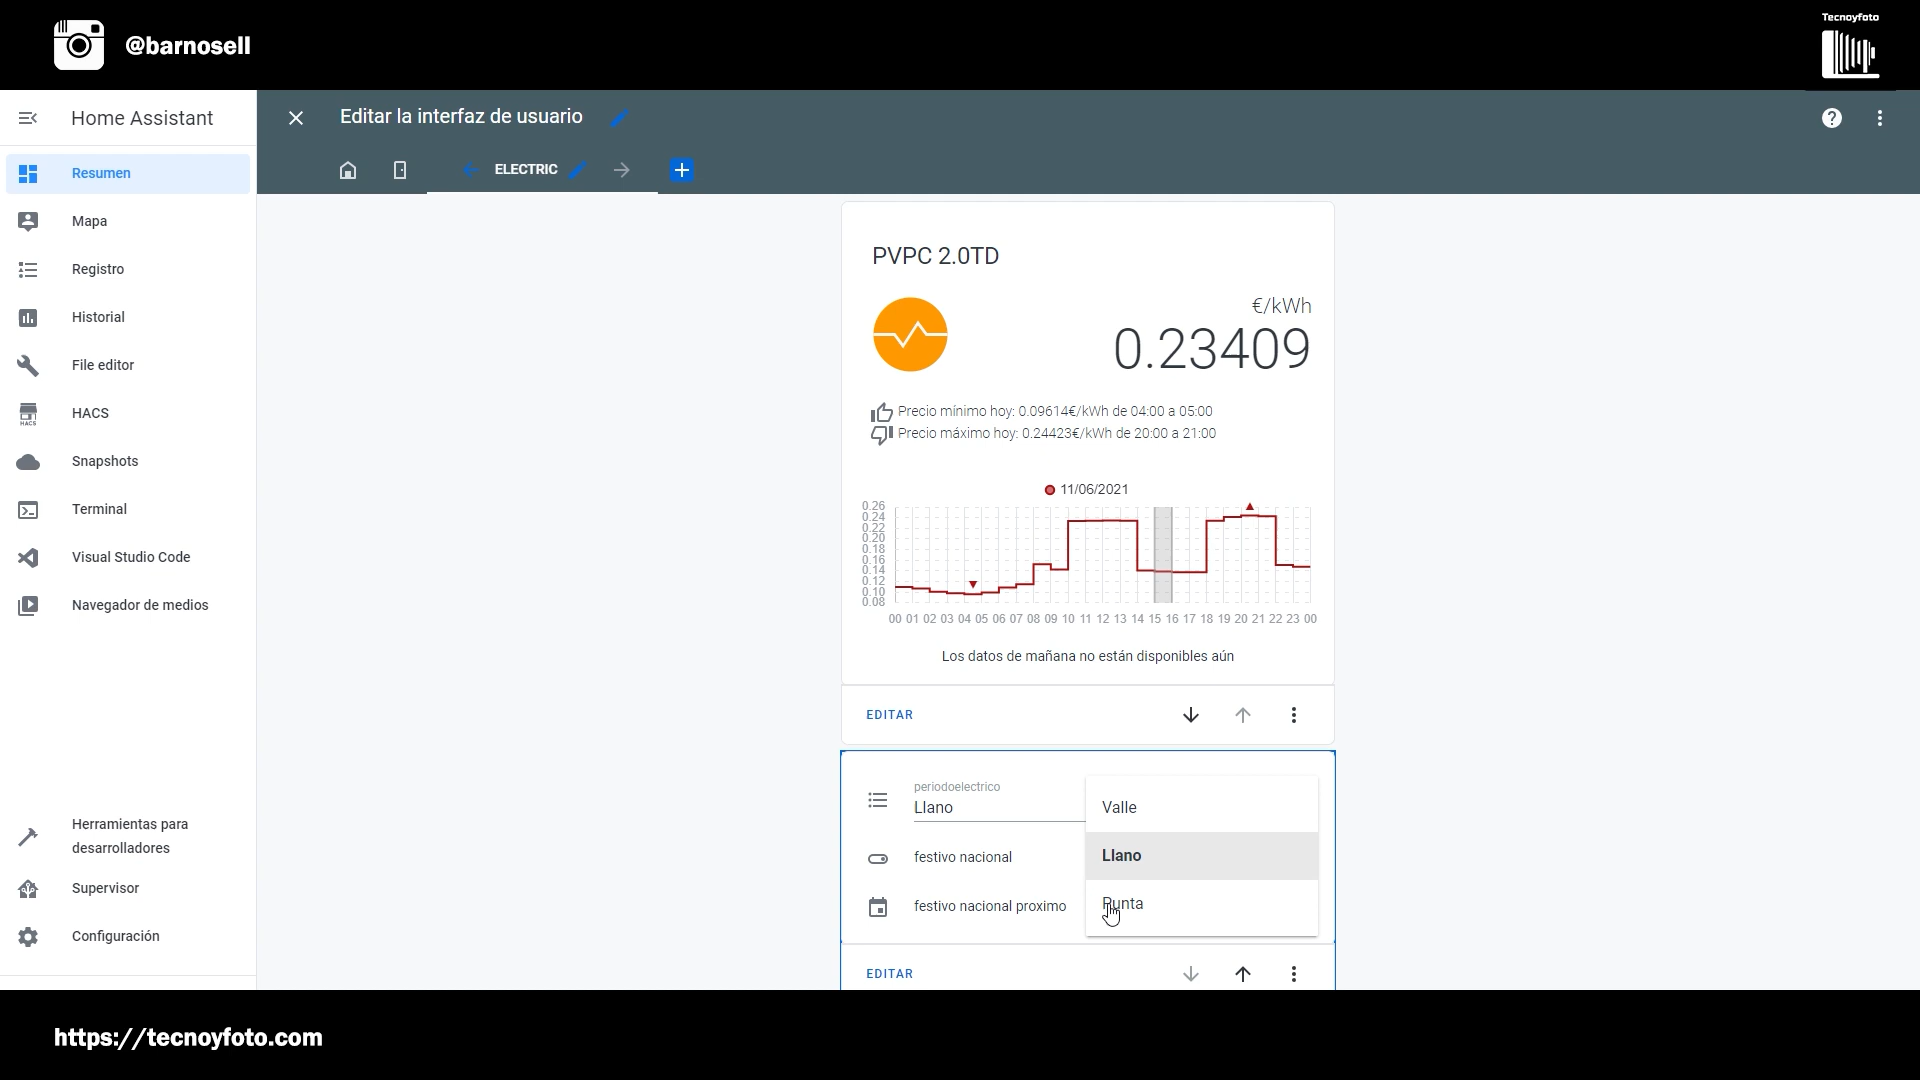 @barnosell
Tecnoyfoto
Home Assistant
Editar la interfaz de usuario
ELECTRIC
Resumen
Mapa
Registro
Historial
File editor
HACS
HACS
Snapshots
Terminal
Visual Studio Code
Navegador de medios
Herramientas para
desarrolladores
Supervisor
Configuración
PVPC 2.0TD
€/kWh
0.23409
Precio mínimo hoy: 0.09614€/kWh de 04:00 a 05:00
Precio máximo hoy: 0.24423€/kWh de 20:00 a 21:00
11/06/2021
0.26
0.24
0.22
0.20
0.18
0.16
0.14
0.12
0.10
0.08
00 01 02 03 04 05 06 07 08 09 10 11 12 13 14 15 16 17 18 19 20 21 22 23 00
Los datos de mañana no están disponibles aún
EDITAR
periodoelectrico
Llano
festivo nacional
festivo nacional proximo
Valle
Llano
Punta
EDITAR
https://tecnoyfoto.com